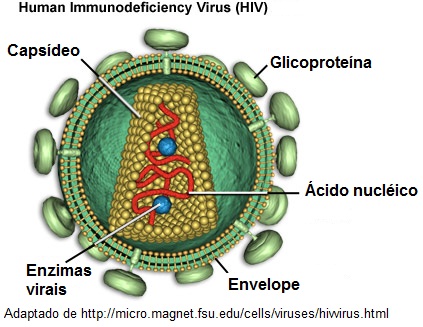 Human Immunodeficiency Virus (HIV)
Capsídeo
Glicoproteína
Ácido nucléico
Enzimas
virais
Envelope
Adaptado de http://micro.magnet.fsu.edu/cells/viruses/hivvirus.html